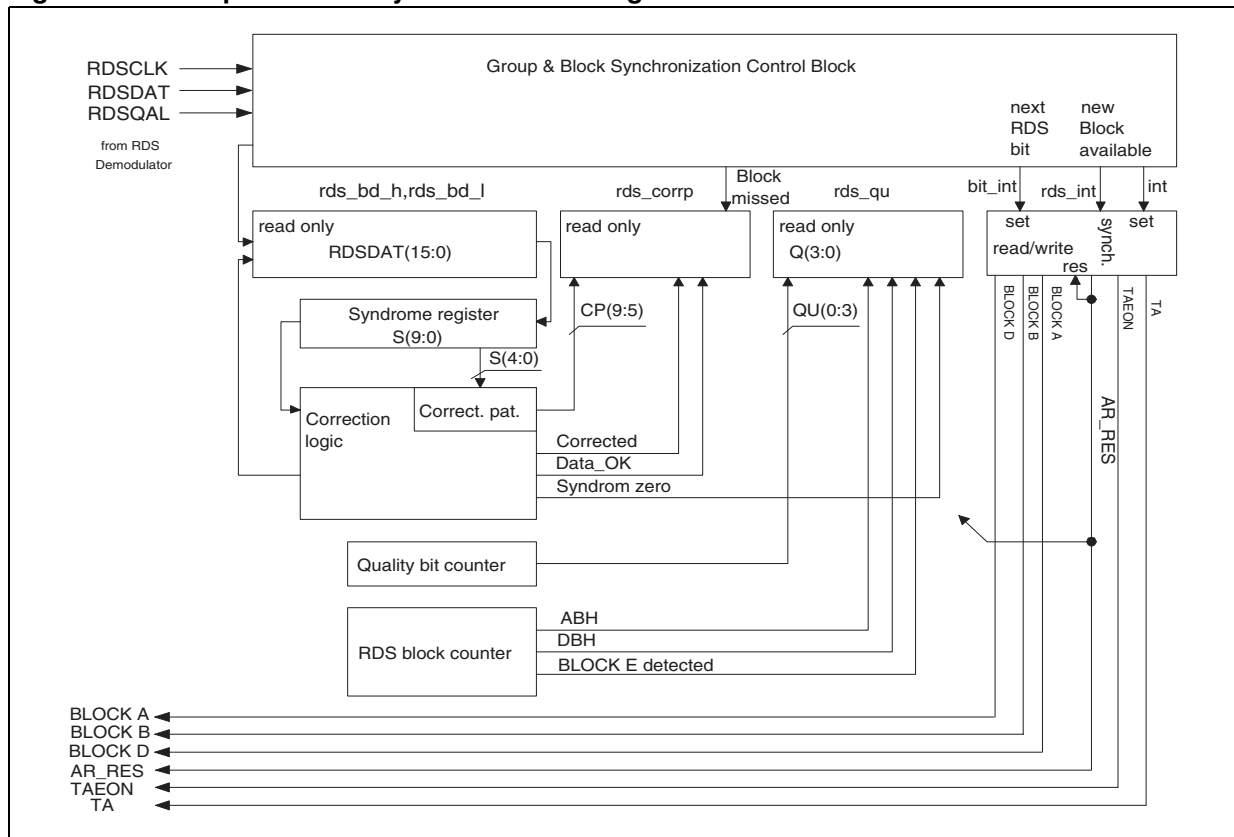 RDSCLK
RDSDAT
RDSQAL
from RDS
Demodulator
Group & Block Synchronization Control Block
next
RDS
bit
new
Block
available
rds_bd_h,rds_bd_l
rds_corrp
Block
missed
rds_qu
bit_int
rds_int
int
read only
RDSDAT(15:0)
read only
read only
Q(3:0)
set
synch.
set
read/write
res
Syndrome register
S(9:0)
CP(9:5)
QU(0:3)
BLOCK D
BLOCK B
BLOCK A
TAEON
TA
S(4:0)
Correct. pat.
Correction
logic
AR_RES
Corrected
Data_OK
Syndrom zero
Quality bit counter
RDS block counter
ABH
DBH
BLOCK E detected
BLOCK A
BLOCK B
BLOCK D
AR_RES
TAEON
TA